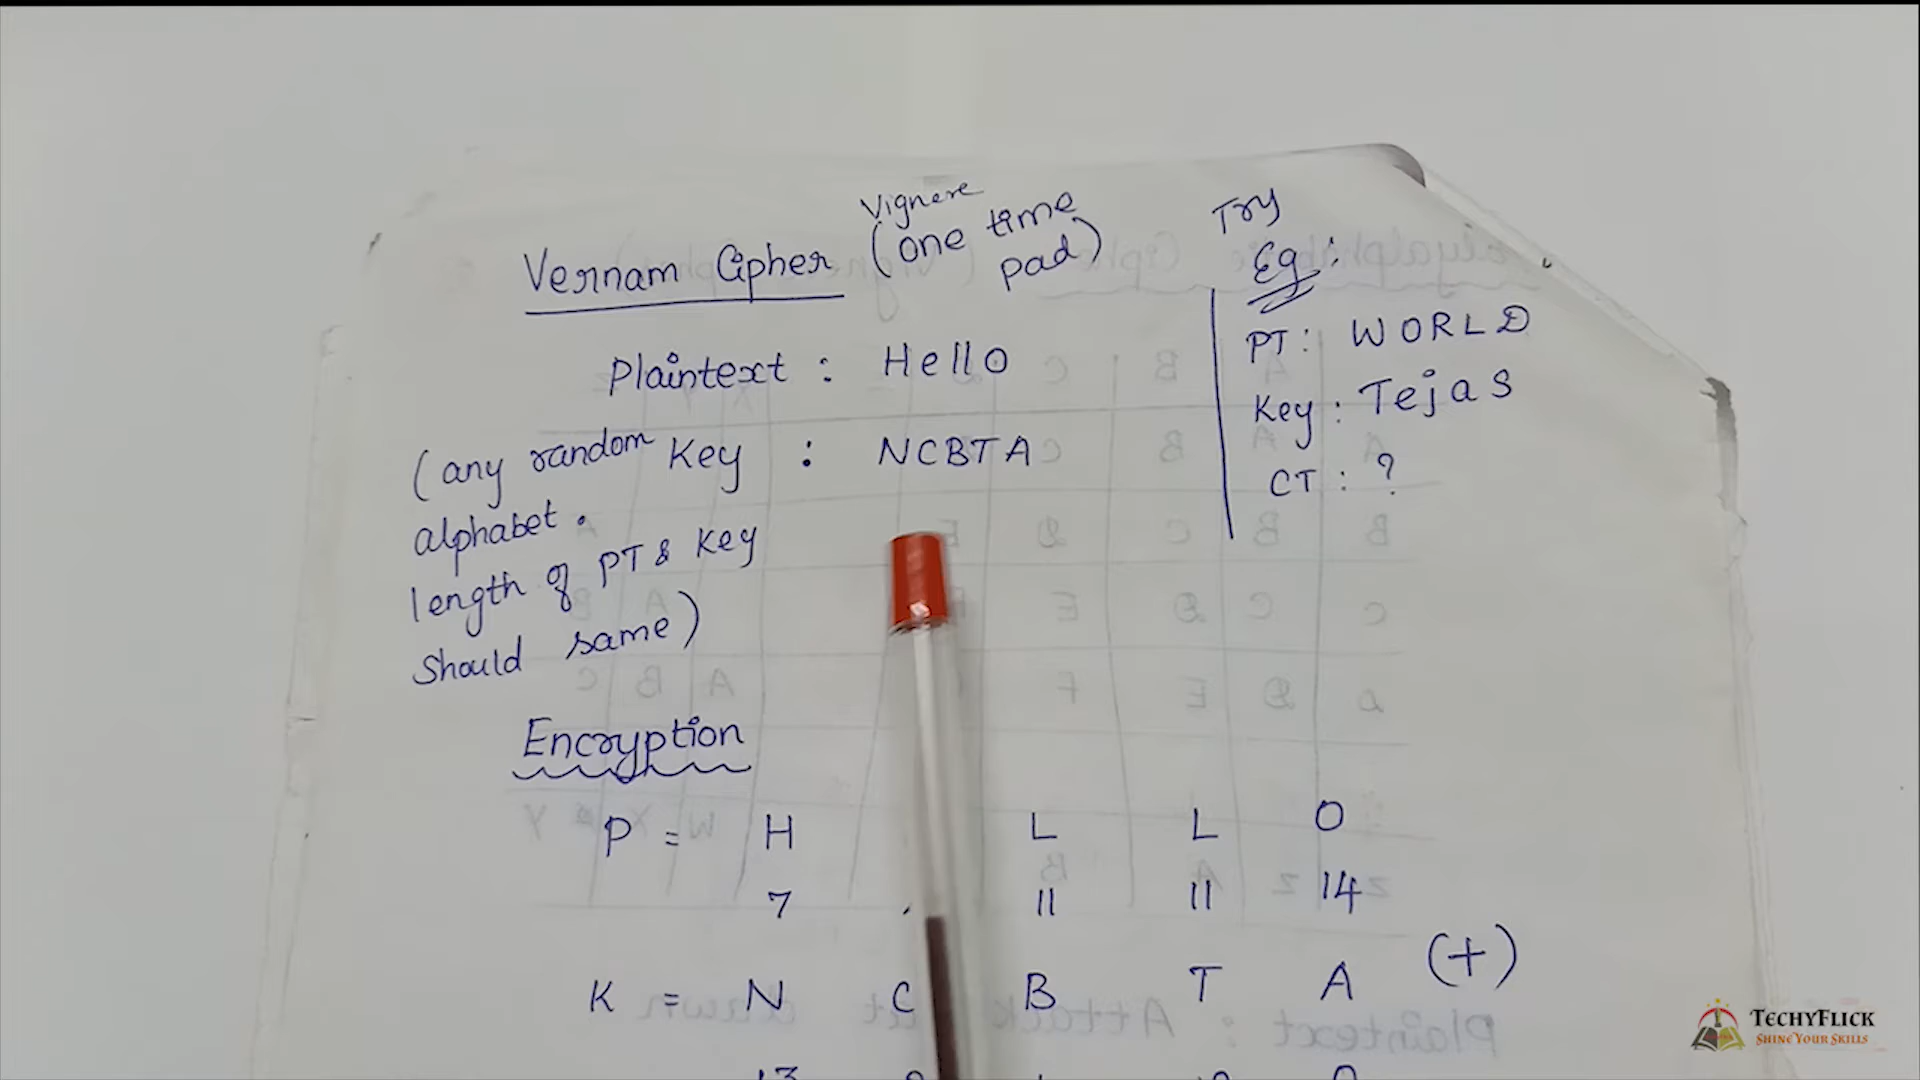 Vignere
Vernam Cipher (one time pad)
Plaintext : Hello
(any random Key : NCBTA
alphabet.
length of PT & key
should same)
Try
Eg:
PT: WORLD
Key: Tejas
CT: ?
Encryption
P = H L L O
7 11 11 14
K = N C B T A (+)
13
TECHYFLICK
SHINE YOUR SKILLS